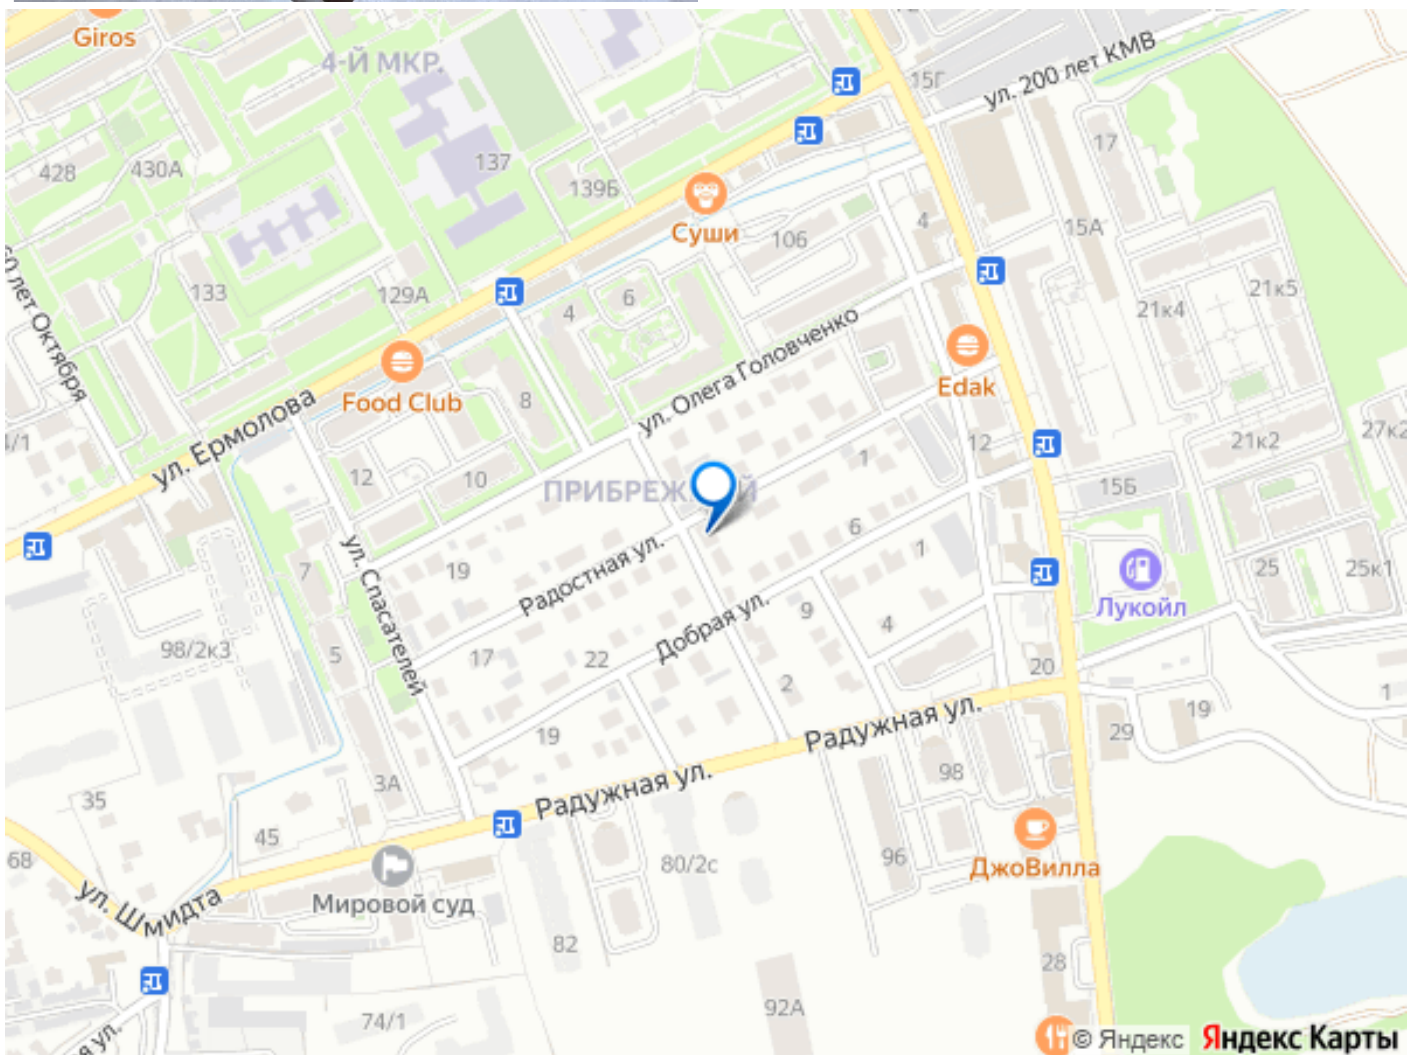 Giros
4-Й МКР.
15Г
ул. 200 лет КМВ
428
430А
137
139Б
17
Суши
106
4
15А
60 лет Октября
133
129А
4
6
21к4
21к5
ул. Олега Головченко
Food Club
8
Edak
ул. Ермолова
12
21к2
27к2
12
10
ПРИБРЕЖНЫЙ
1
15Б
6
7
19
Радостная ул.
ул. Спасателей
Добрая ул.
9
1
4
Лукойл
25
25к1
98/2к3
5
17
22
2
20
1
19
Радужная ул.
29
19
3А
Радужная ул.
98
35
45
68
ул. Шмидта
Мировой суд
80/2с
96
ДжоВилла
82
28
92А
74/1
© Яндекс Яндекс Карты